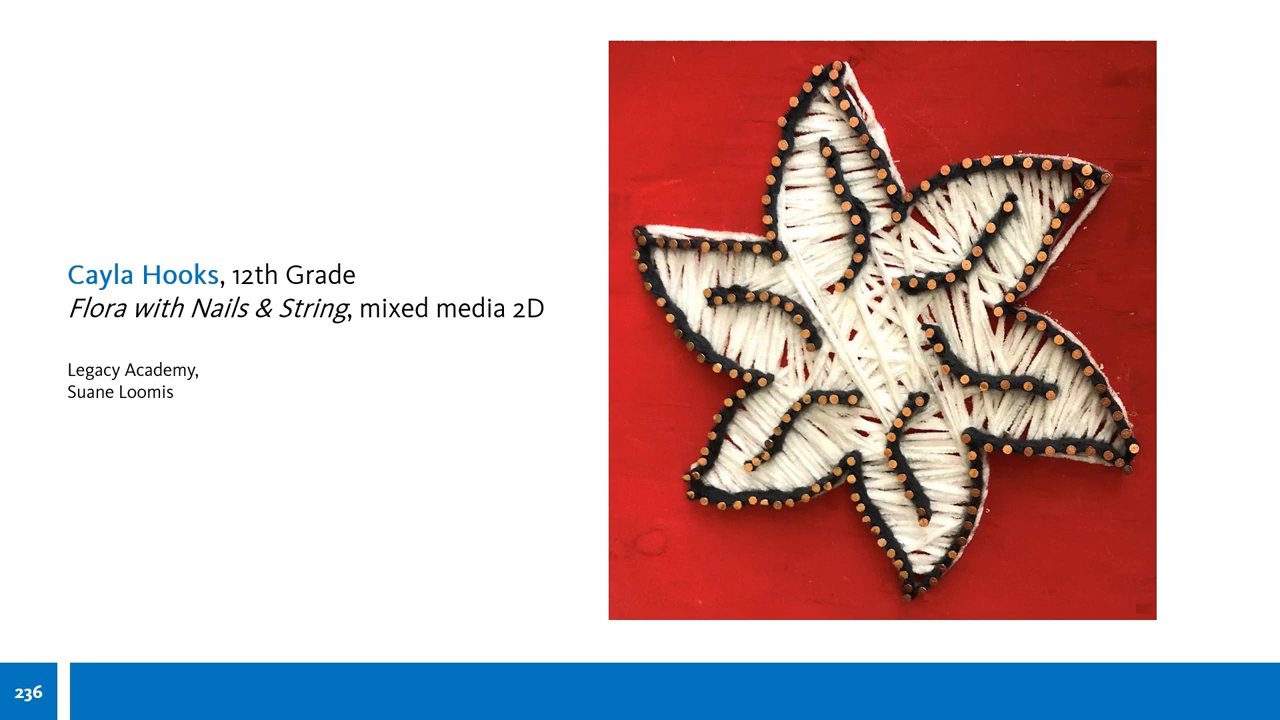 Cayla Hooks, 12th Grade
Flora with Nails & String, mixed media 2D
Legacy Academy,
Suane Loomis
236